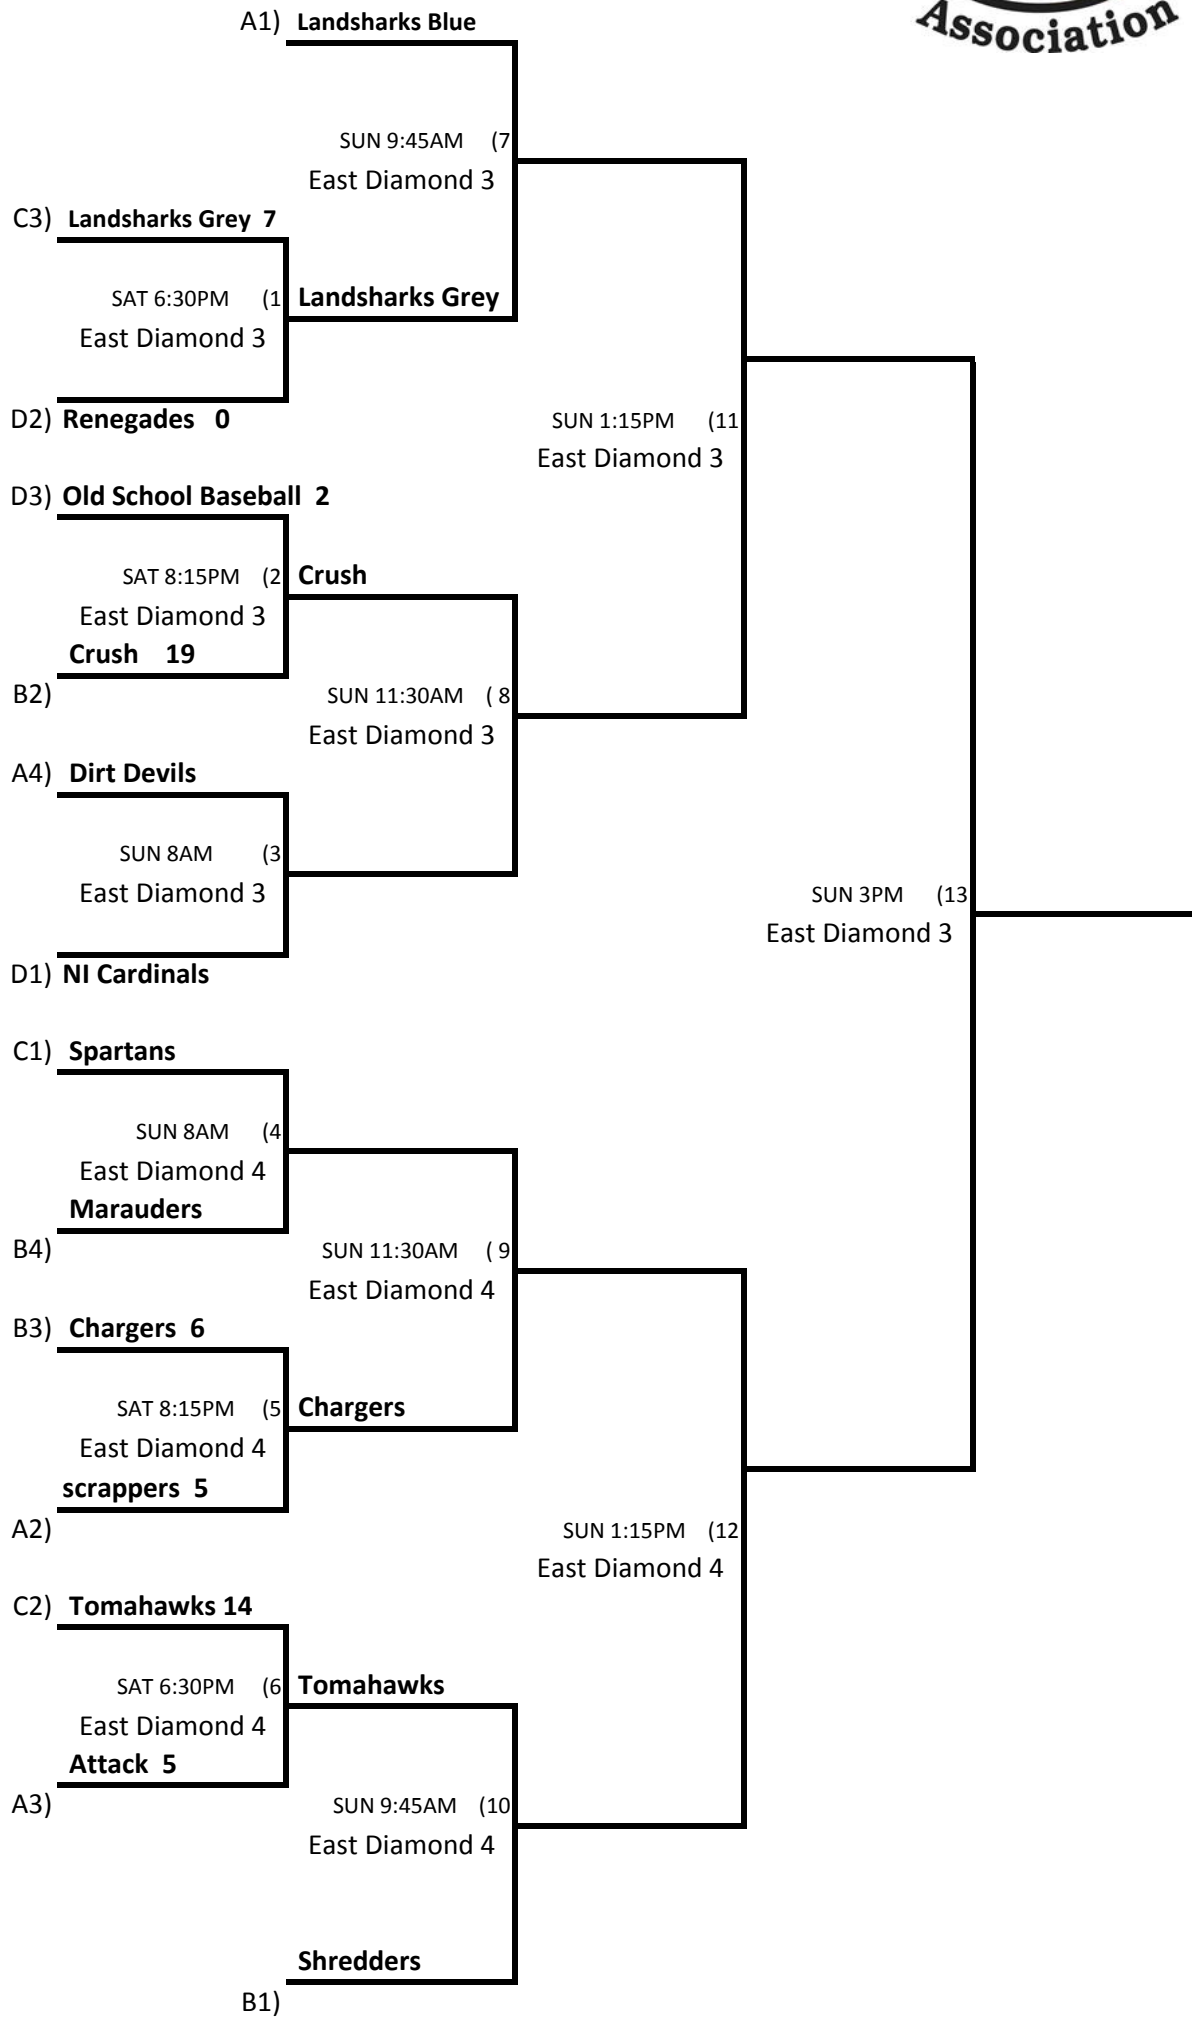 A1) Landsharks Blue
Association
SUN 9:45AM (7
East Diamond 3
C3) Landsharks Grey 7
SAT 6:30PM (1 Landsharks Grey
East Diamond 3
D2) Renegades 0
SUN 1:15PM (11
East Diamond 3
D3) Old School Baseball 2
SAT 8:15PM (2 Crush
East Diamond 3
Crush 19
B2)
SUN 11:30AM ( 8
East Diamond 3
A4) Dirt Devils
SUN 8AM (3
East Diamond 3
SUN 3PM (13
East Diamond 3
D1) NI Cardinals
C1) Spartans
SUN 8AM (4
East Diamond 4
Marauders
B4)
SUN 11:30AM ( 9
East Diamond 4
B3) Chargers 6
SAT 8:15PM (5 Chargers
East Diamond 4
scrappers 5
A2)
SUN 1:15PM (12
East Diamond 4
C2) Tomahawks 14
SAT 6:30PM (6 Tomahawks
East Diamond 4
Attack 5
A3)
SUN 9:45AM (10
East Diamond 4
Shredders
B1)